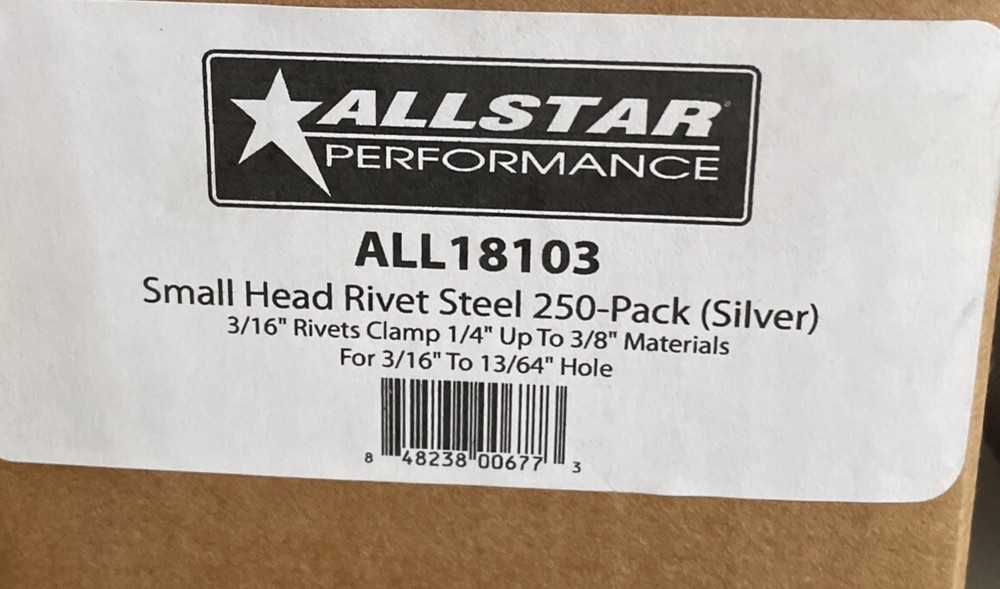 ALLSTAR
PERFORMANCE
ALL18103
Small Head Rivet Steel 250-Pack (Silver)
3/16" Rivets Clamp 1/4" Up To 3/8" Materials
For 3/16" To 13/64" Hole
8 48238 00677 3